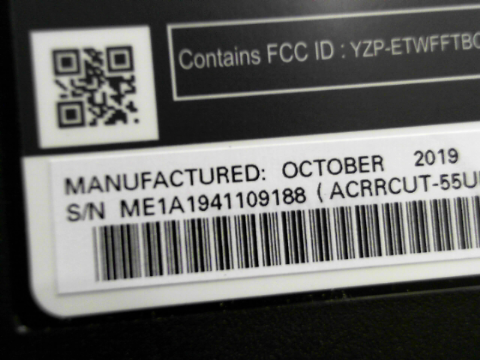 Contains FCC ID : YZP-ETWFFTBC
MANUFACTURED: OCTOBER 2019
S/N ME1A1941109188 ( ACRRCUT-55U